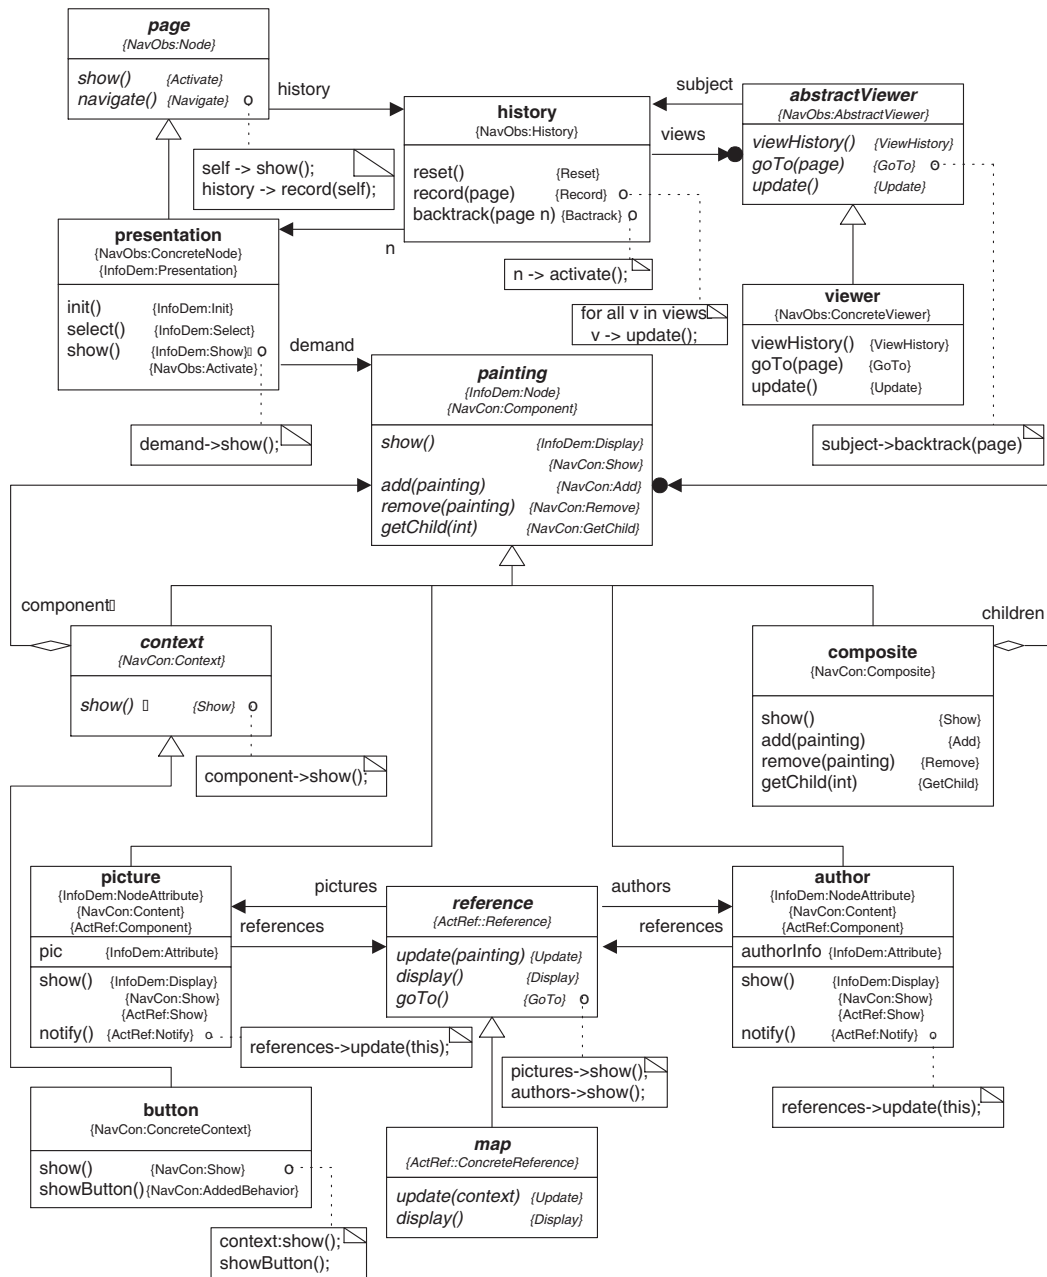 page
{NavObs:Node}
show() {Activate}
navigate() {Navigate} o
history
self -> show();
history -> record(self);
history
{NavObs:History}
reset() {Reset}
record(page) {Record} o
backtrack(page n) {Bactrack} o
subject
views
abstractViewer
{NavObs:AbstractViewer}
viewHistory() {ViewHistory}
goTo(page) {GoTo} o
update() {Update}
n
n -> activate();
for all v in views
v -> update();
presentation
{NavObs:ConcreteNode}
{InfoDem:Presentation}
init() {InfoDem:Init}
select() {InfoDem:Select}
show() {InfoDem:Show} o
{NavObs:Activate}
demand
demand->show();
viewer
{NavObs:ConcreteViewer}
viewHistory() {ViewHistory}
goTo(page) {GoTo}
update() {Update}
subject->backtrack(page)
painting
{InfoDem:Node}
{NavCon:Component}
show() {InfoDem:Display}
{NavCon:Show}
add(painting) {NavCon:Add}
remove(painting) {NavCon:Remove}
getChild(int) {NavCon:GetChild}
component
context
{NavCon:Context}
show() {Show} o
component->show();
children
composite
{NavCon:Composite}
show() {Show}
add(painting) {Add}
remove(painting) {Remove}
getChild(int) {GetChild}
picture
{InfoDem:NodeAttribute}
{NavCon:Content}
{ActRef:Component}
pic {InfoDem:Attribute}
show() {InfoDem:Display}
{NavCon:Show}
{ActRef:Show}
notify() {ActRef:Notify} o
references->update(this);
pictures
references
reference
{ActRef::Reference}
update(painting) {Update}
display() {Display}
goTo() {GoTo} o
pictures->show();
authors->show();
authors
references
author
{InfoDem:NodeAttribute}
{NavCon:Content}
{ActRef:Component}
authorInfo {InfoDem:Attribute}
show() {InfoDem:Display}
{NavCon:Show}
{ActRef:Show}
notify() {ActRef:Notify} o
references->update(this);
button
{NavCon:ConcreteContext}
show() {NavCon:Show} o
showButton() {NavCon:AddedBehavior}
context:show();
showButton();
map
{ActRef::ConcreteReference}
update(context) {Update}
display() {Display}